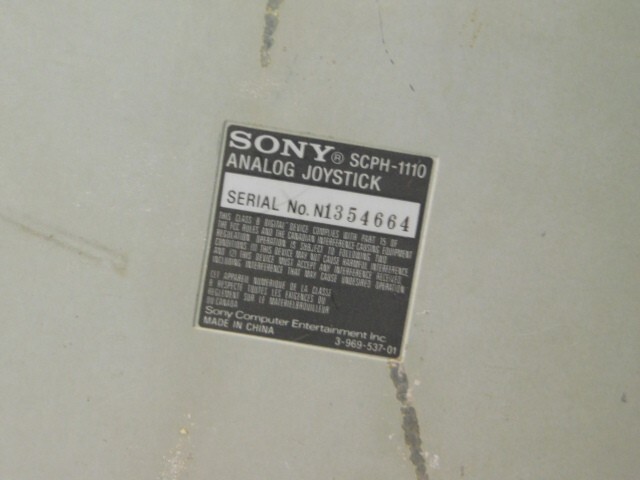 SONY® SCPH-1110
ANALOG JOYSTICK
SERIAL No. N1354664
THIS CLASS B DIGITAL DEVICE COMPLIES WITH PART 15 OF
THE FCC RULES AND THE CANADIAN INTERFERENCE-CAUSING EQUIPMENT
REGULATION. OPERATION IS SUBJECT TO FOLLOWING TWO
CONDITIONS (1) THIS DEVICE MAY NOT CAUSE HARMFUL INTERFERENCE
AND (2) THIS DEVICE MUST ACCEPT ANY INTERFERENCE RECEIVED,
INCLUDING INTERFERENCE THAT MAY CAUSE UNDESIRED OPERATION
CET APPAREIL NUMERIQUE DE LA CLASSE
B RESPECTE TOUTES LES EXIGENCES DU
REGLEMENT SUR LE MATERIEL BROUILLEUR
DU CANADA
Sony Computer Entertainment Inc
MADE IN CHINA
3-969-537-01